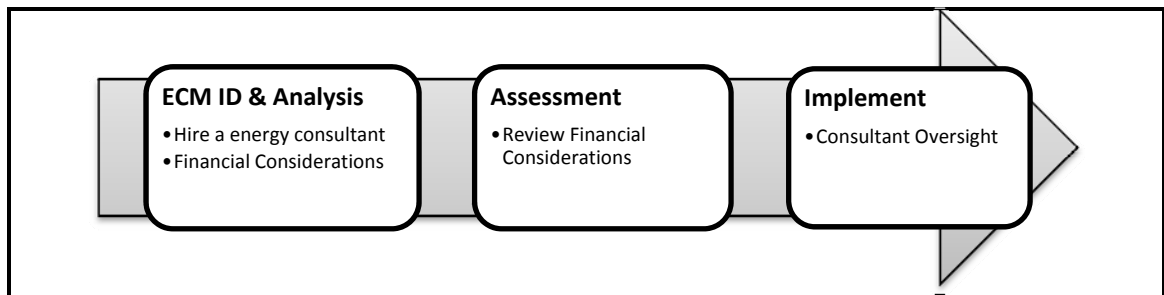 ECM ID & Analysis
•Hire a energy consultant
•Financial Considerations
Assessment
•Review Financial
Considerations
Implement
•Consultant Oversight